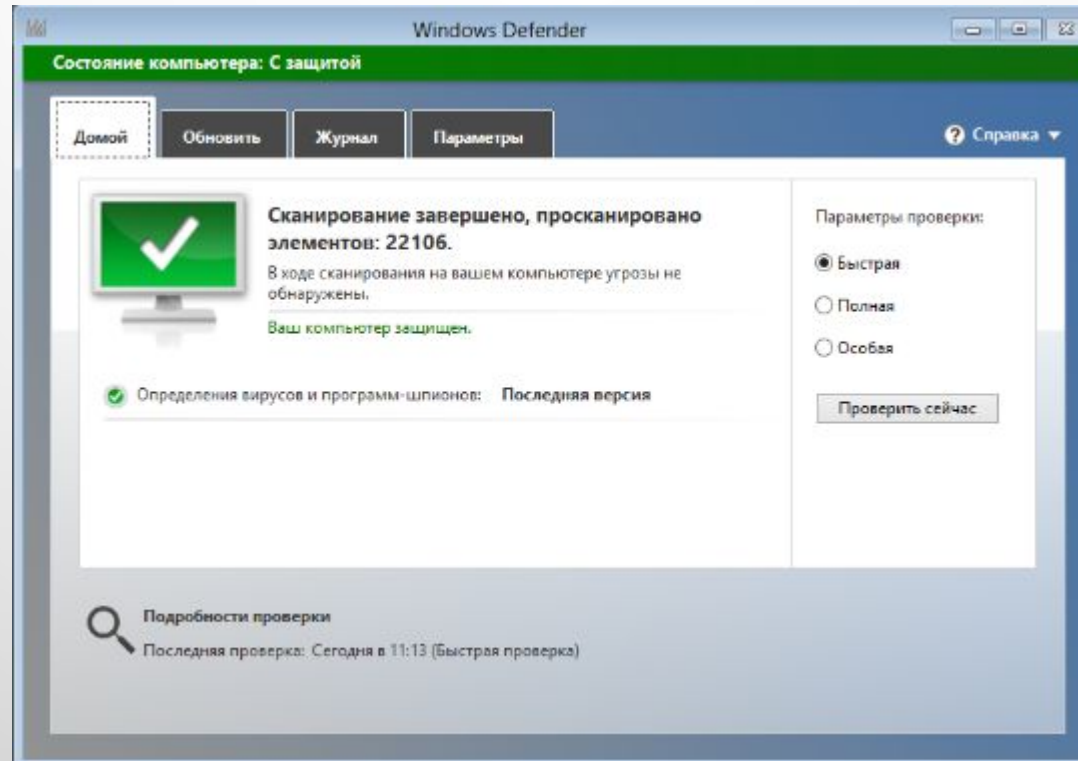 Windows Defender
Состояние компьютера: С защитой
Домой
Обновить
Журнал
Параметры
Справка
Сканирование завершено, просканировано
элементов: 22106.
В ходе сканирования на вашем компьютере угрозы не
обнаружены.
Ваш компьютер защищен.
Определения вирусов и программ-шпионов: Последняя версия
Параметры проверки:
Быстрая
Полная
Особая
Проверить сейчас
Подробности проверки
Последняя проверка: Сегодня в 11:13 (Быстрая проверка)